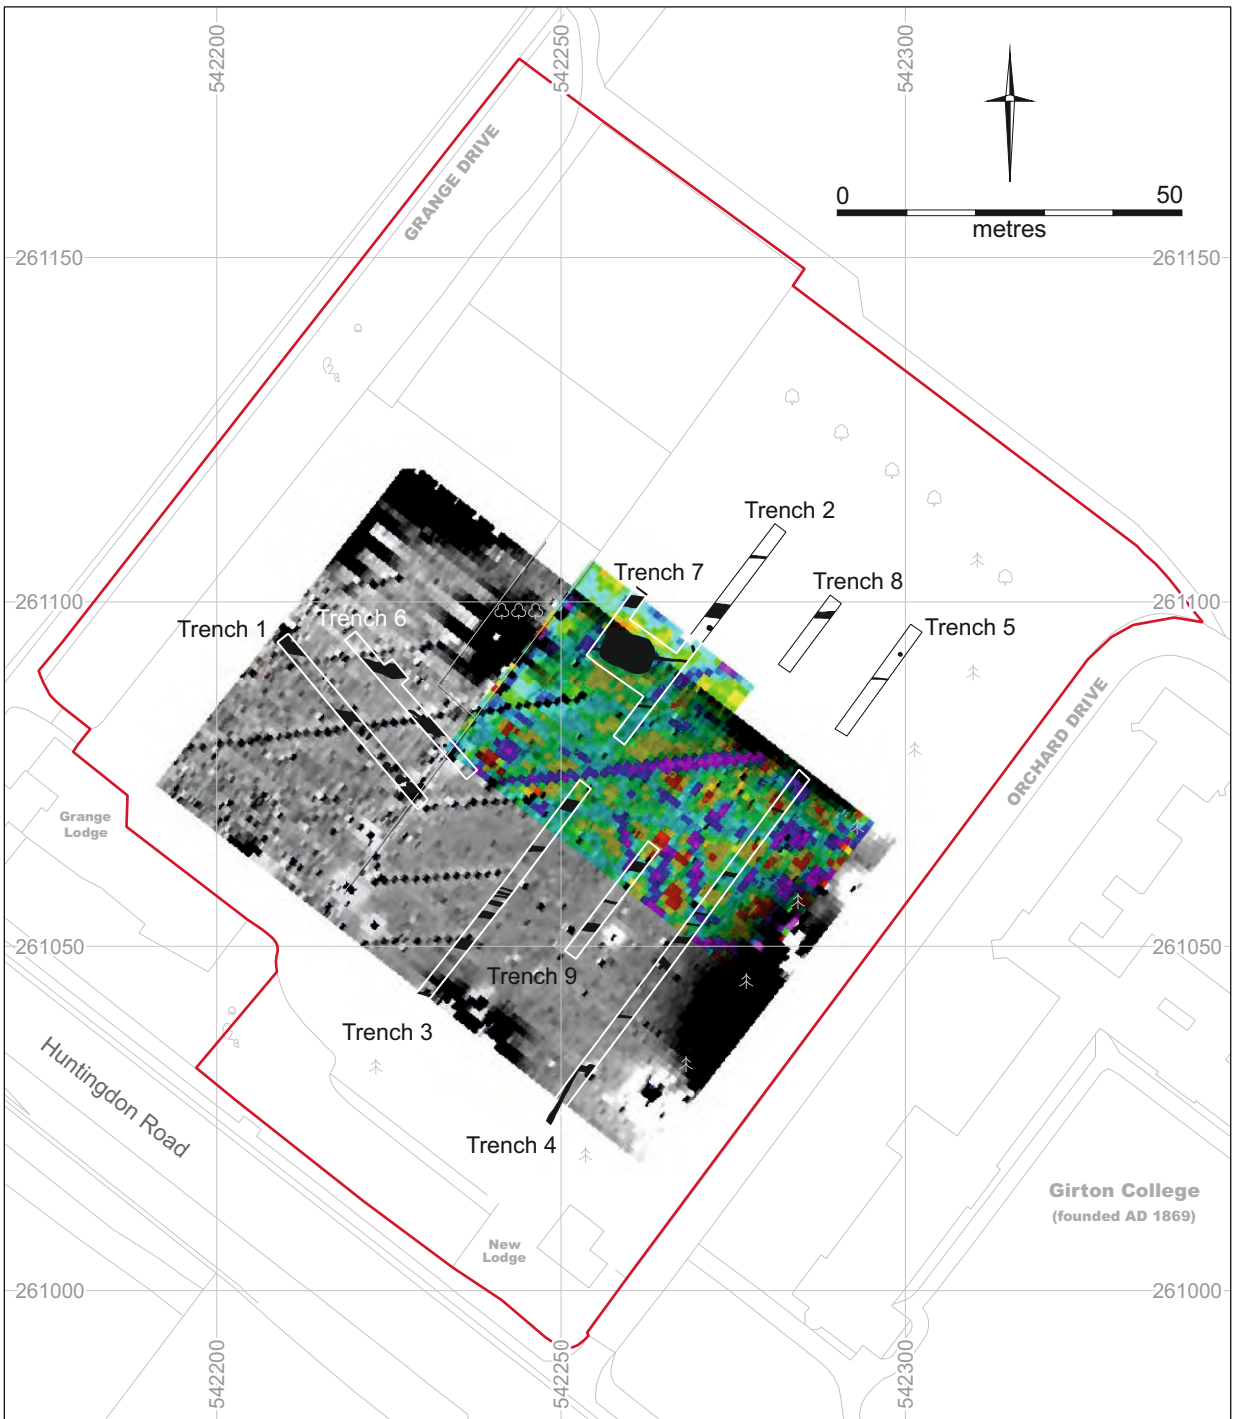 542200
542250
542300
GRANGE DRIVE
0
50
metres
261150
261150
Trench 2
Trench 7
Trench 8
261100
261100
Trench 6
Trench 1
Trench 5
ORCHARD DRIVE
Grange
Lodge
261050
261050
Trench 9
Trench 3
Huntingdon Road
Trench 4
Girton College
(founded AD 1869)
New
Lodge
261000
261000
542200
542250
542300